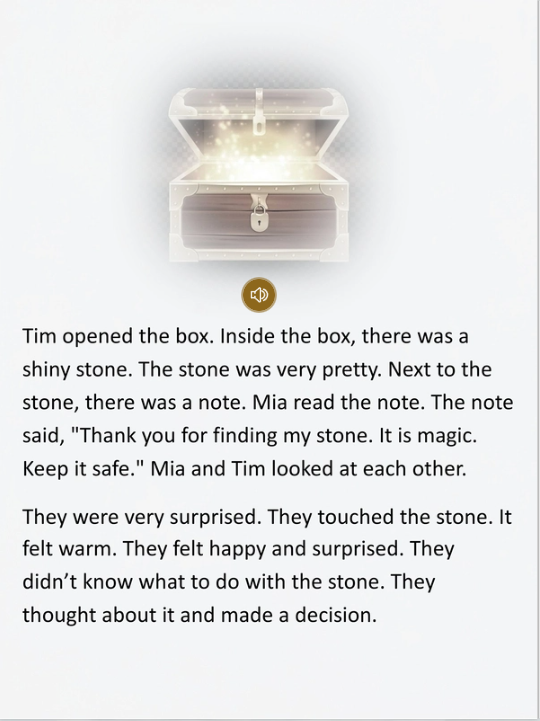 Tim opened the box. Inside the box, there was a
shiny stone. The stone was very pretty. Next to the
stone, there was a note. Mia read the note. The note
said, "Thank you for finding my stone. It is magic.
Keep it safe." Mia and Tim looked at each other.
They were very surprised. They touched the stone. It
felt warm. They felt happy and surprised. They
didn’t know what to do with the stone. They
thought about it and made a decision.